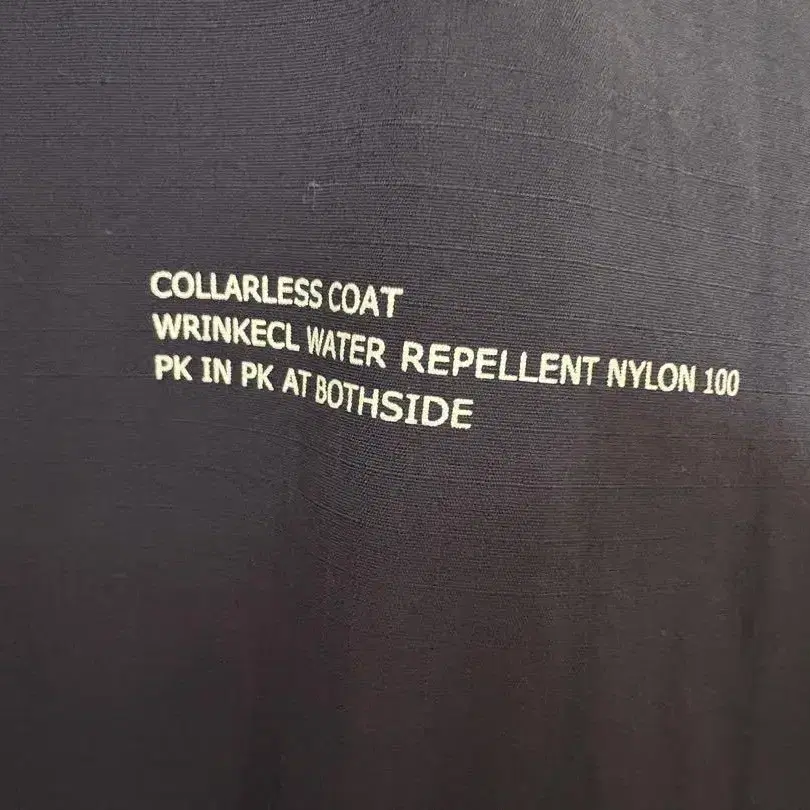 COLLARLESS COAT
WRINKECL WATER REPELLENT NYLON 100
PK IN PK AT BOTHSIDE